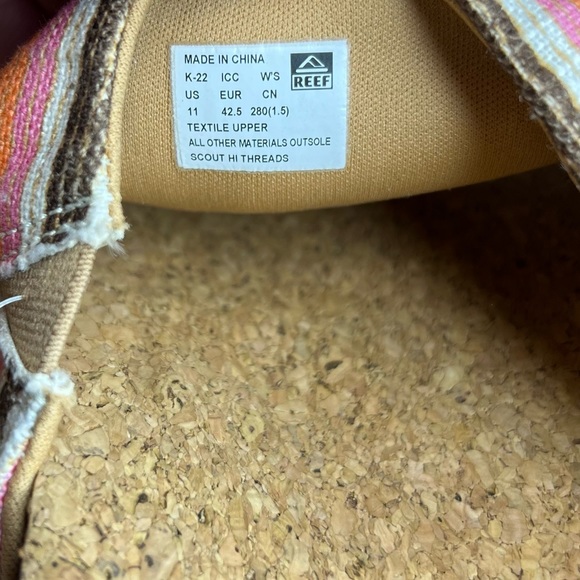 MADE IN CHINA
K-22 ICC W'S
US EUR CN
11 42.5 280(1.5)
TEXTILE UPPER
ALL OTHER MATERIALS OUTSOLE
SCOUT HI THREADS
REEF